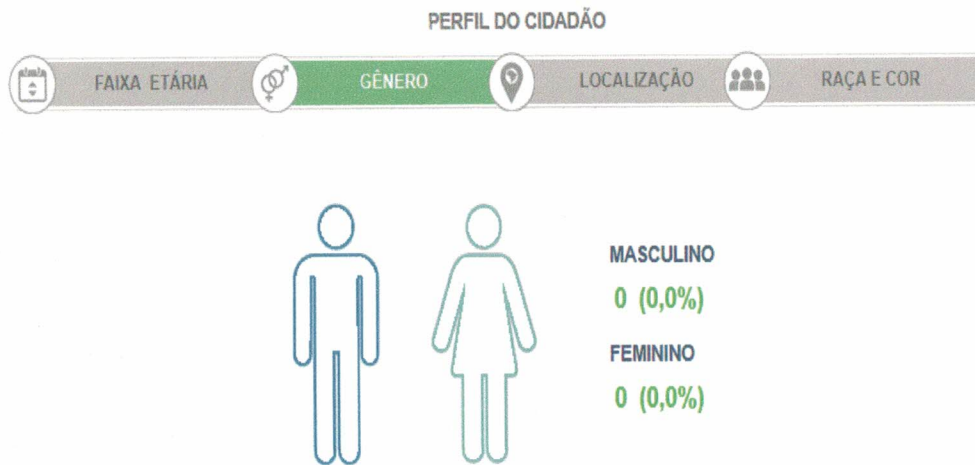 PERFIL DO CIDADÃO
FAIXA ETÁRIA
GÊNERO
LOCALIZAÇÃO
RAÇA E COR
MASCULINO
0 (0,0%)
FEMININO
0 (0,0%)